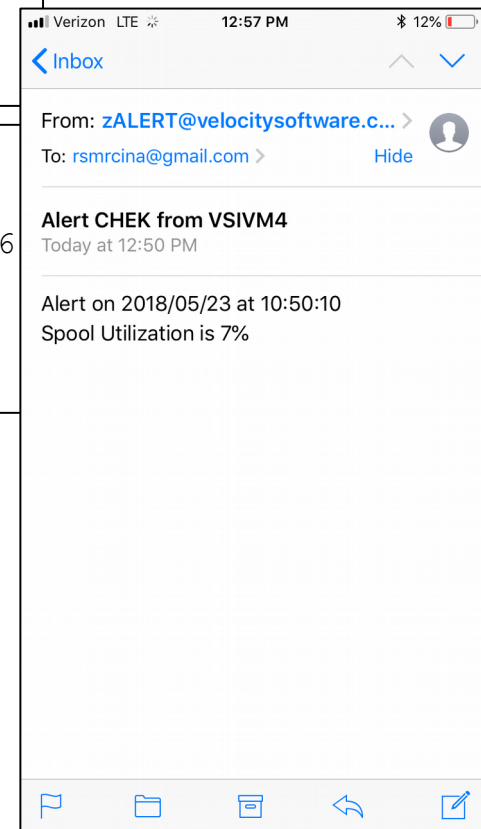 Verizon LTE 12:57 PM 12%
Inbox
From: zALERT@velocitysoftware.c...
To: rsmrcina@gmail.com Hide
Alert CHEK from VSIVM4
6
Today at 12:50 PM
Alert on 2018/05/23 at 10:50:10
Spool Utilization is 7%